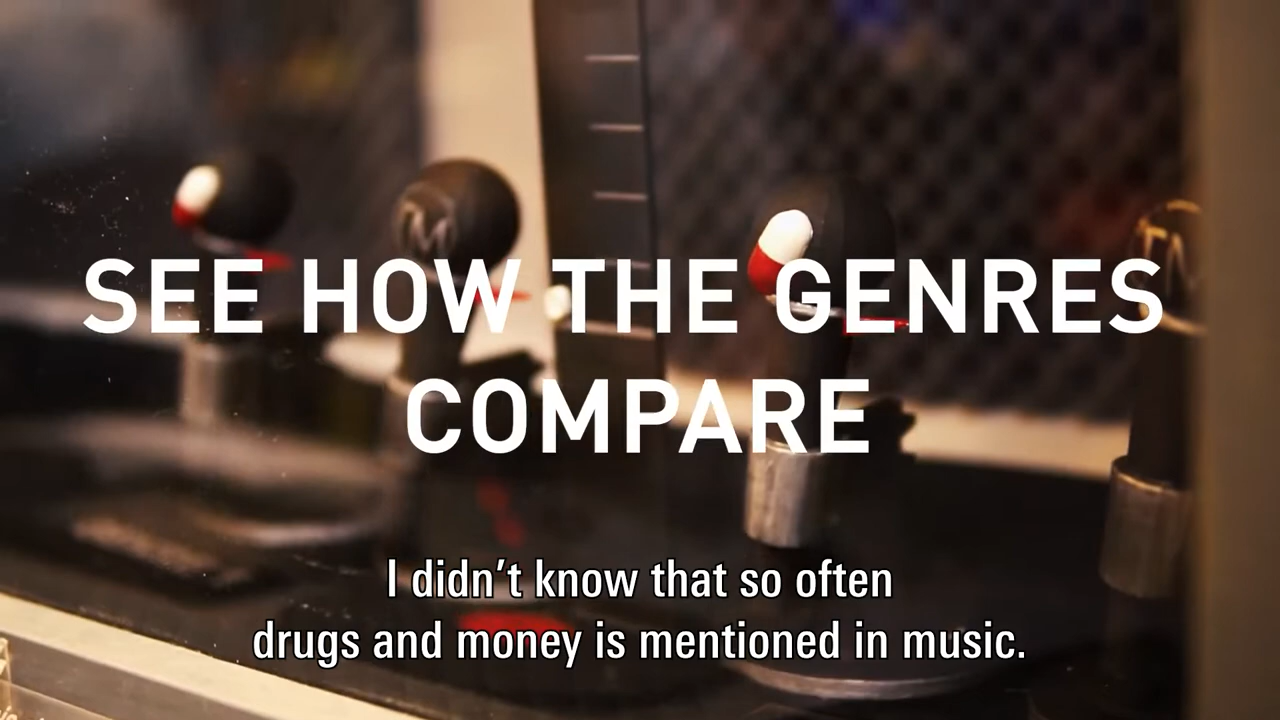 M
SEE HOW THE GENRES
COMPARE
I didn't know that so often
drugs and money is mentioned in music.